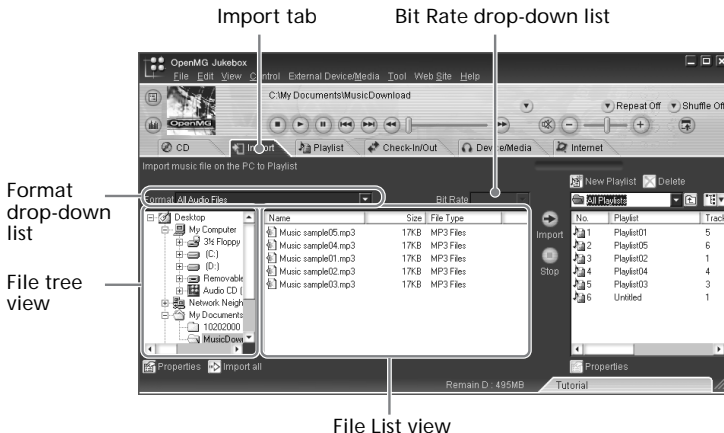 Import tab
Bit Rate drop-down list
OpenMG Jukebox
File Edit View Control External Device/Media Tool Web Site Help
C:\My Documents\MusicDownload
OpenMG
Repeat Off
Shuffle Off
CD
Import
Playlist
Check-In/Out
Device/Media
Internet
Import music file on the PC to Playlist
New Playlist
Delete
Format drop-down list
Format
All Audio Files
Bit Rate
All Playlists
Desktop
My Computer
3½ Floppy
(C:)
(D:)
Removable
Audio CD (
Network Neigh
My Documents
10202000
MusicDow
Name Size File Type
Music sample05.mp3 17KB MP3 Files
Music sample04.mp3 17KB MP3 Files
Music sample01.mp3 17KB MP3 Files
Music sample02.mp3 17KB MP3 Files
Music sample03.mp3 17KB MP3 Files
Import
Stop
No. Playlist Track
1 Playlist01 5
2 Playlist05 6
3 Playlist02 1
4 Playlist04 4
5 Playlist03 3
6 Untitled 1
File tree view
Properties
Import all
Properties
Remain D : 495MB
Tutorial
File List view